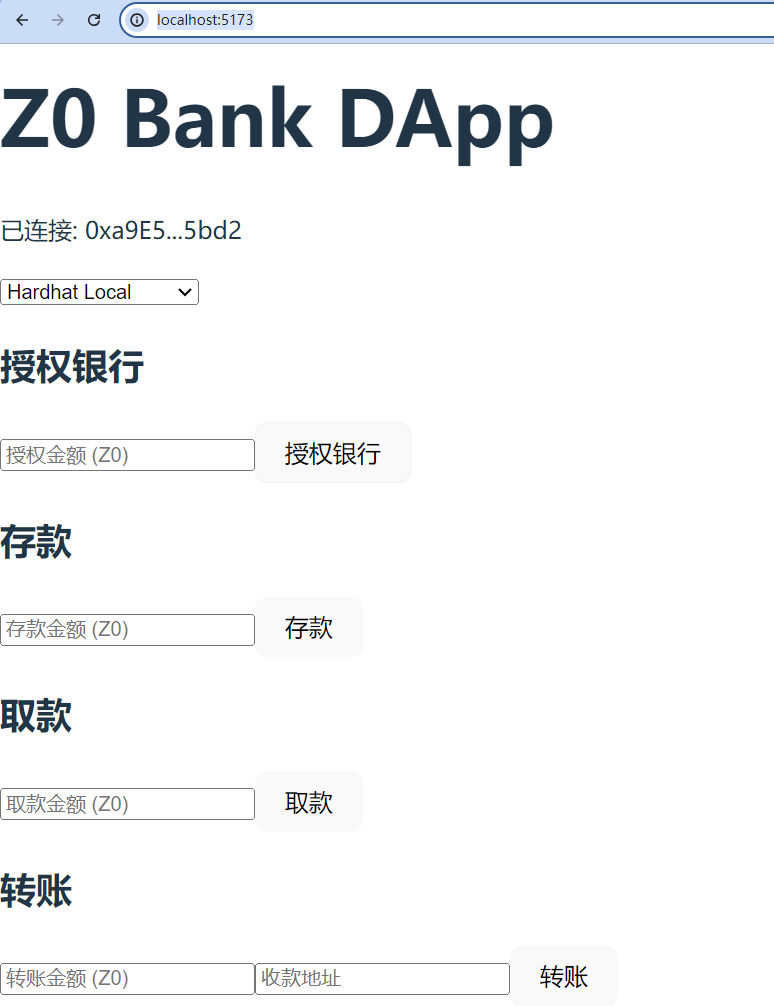 localhost:5173
Z0 Bank DApp
已连接: 0xa9E5...5bd2
Hardhat Local
授权银行
授权金额 (Z0) 授权银行
存款
存款金额 (Z0) 存款
取款
取款金额 (Z0) 取款
转账
转账金额 (Z0) 收款地址 转账